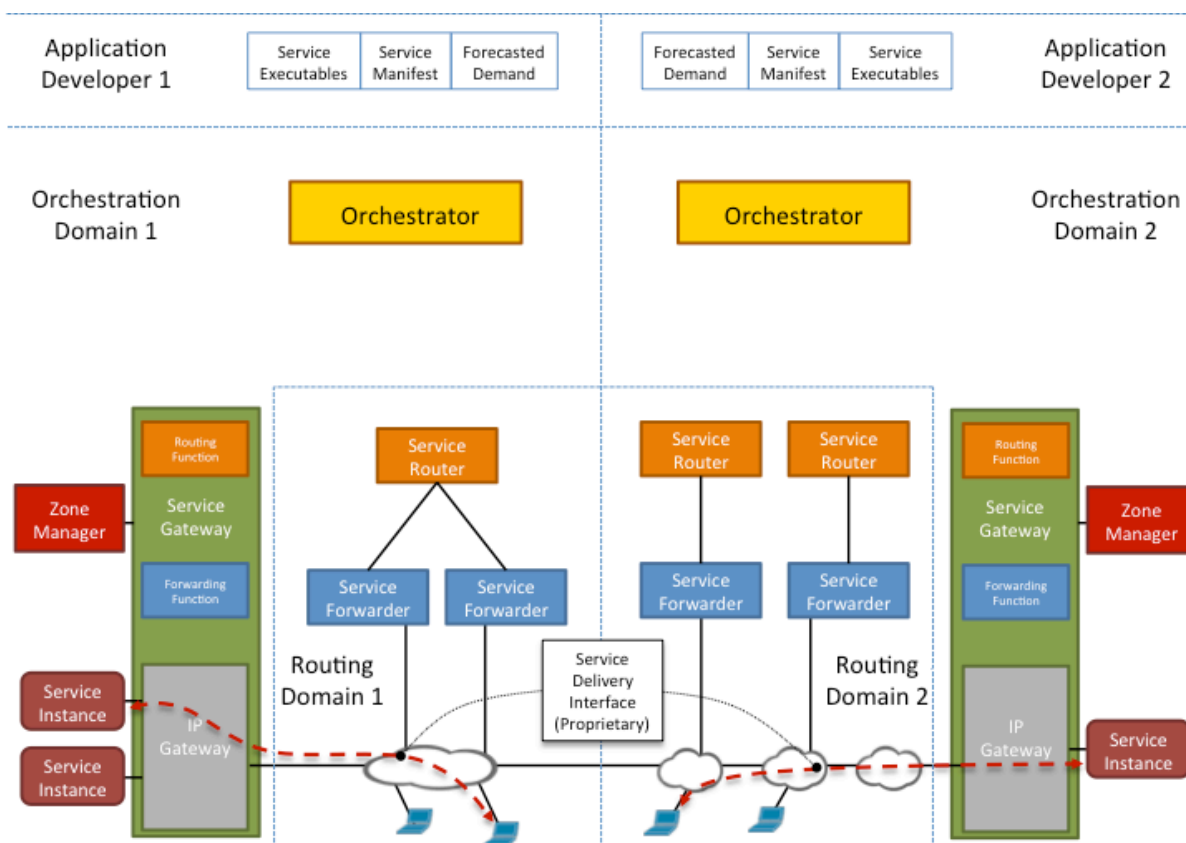 Application
Developer 1
Service
Executables
Service
Manifest
Forecasted
Demand
Forecasted
Demand
Service
Manifest
Service
Executables
Application
Developer 2
Orchestration
Domain 1
Orchestrator
Orchestrator
Orchestration
Domain 2
Routing
Function
Service
Gateway
Forwarding
Function
IP
Gateway
Zone
Manager
Service
Instance
Service
Instance
Service
Router
Service
Forwarder
Service
Forwarder
Routing
Domain 1
Service
Delivery
Interface
(Proprietary)
Service
Router
Service
Router
Service
Forwarder
Service
Forwarder
Routing
Domain 2
Routing
Function
Service
Gateway
Forwarding
Function
IP
Gateway
Zone
Manager
Service
Instance